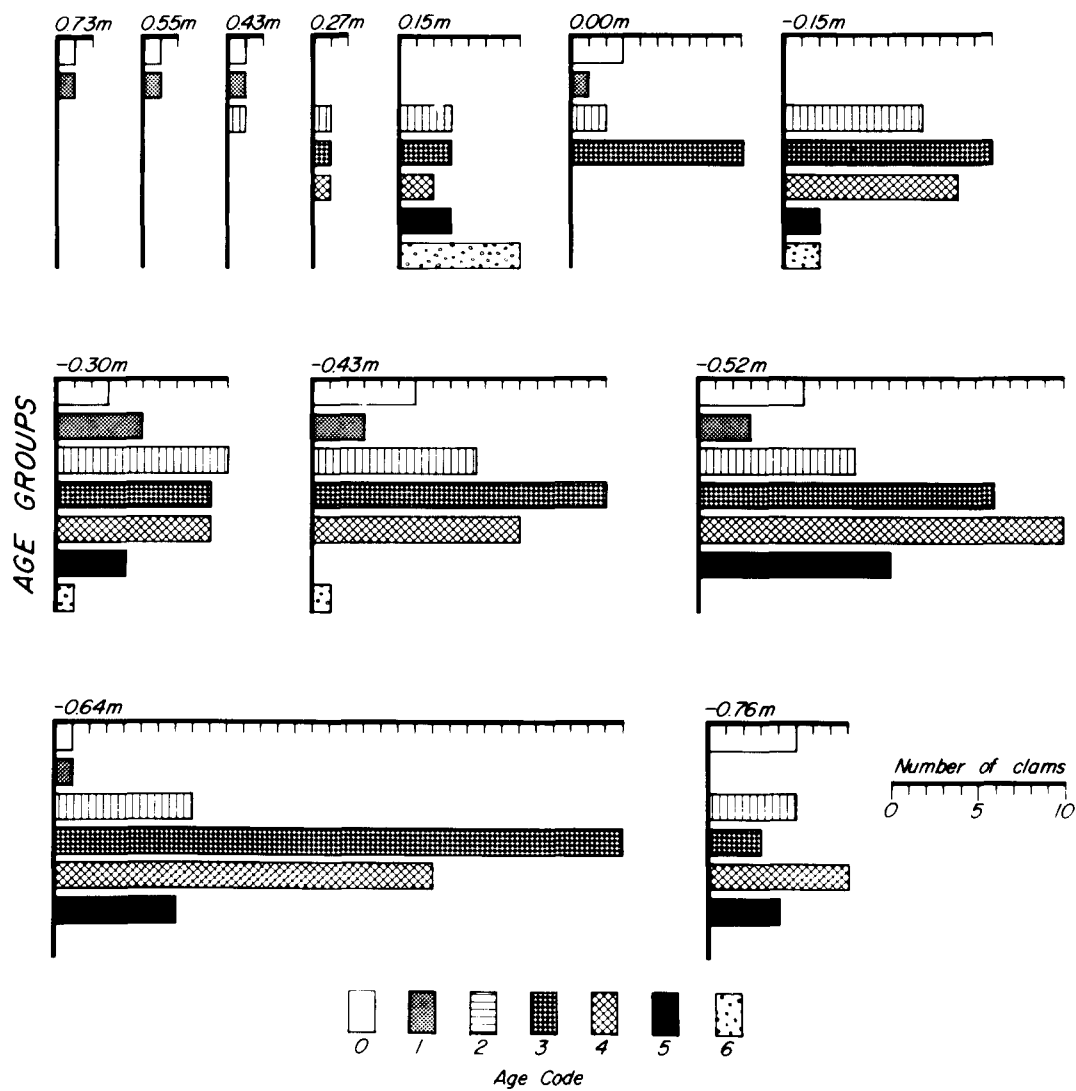 0.73m 0.55m 0.43m 0.27m 0.15m 0.00m -0.15m
-0.30m -0.43m -0.52m
AGE GROUPS
-0.64m -0.76m
Number of clams
0 5 10
0 1 2 3 4 5 6
Age Code